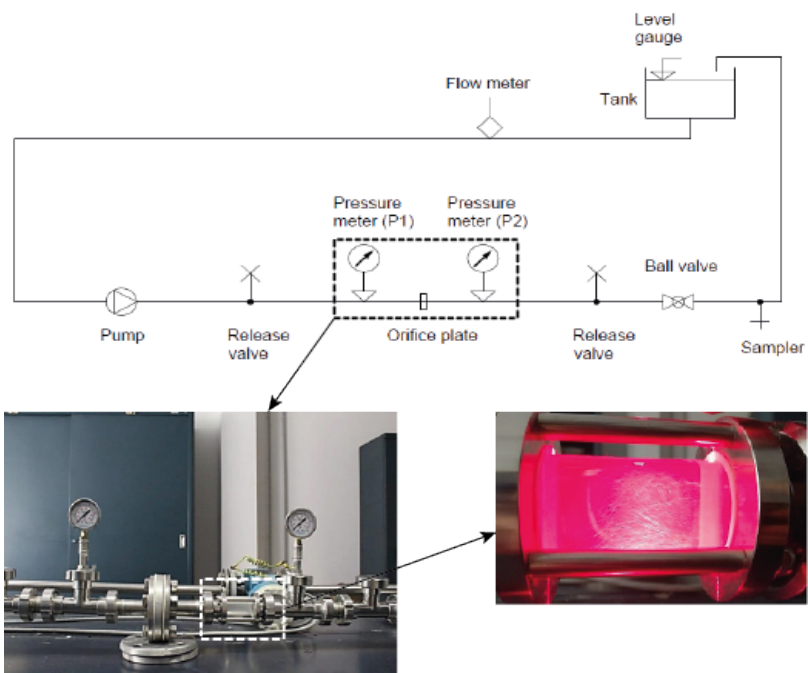 Level
gauge
Flow meter
Tank
Pressure
meter (P1)
Pressure
meter (P2)
Ball valve
Pump
Release
valve
Orifice plate
Release
valve
Sampler